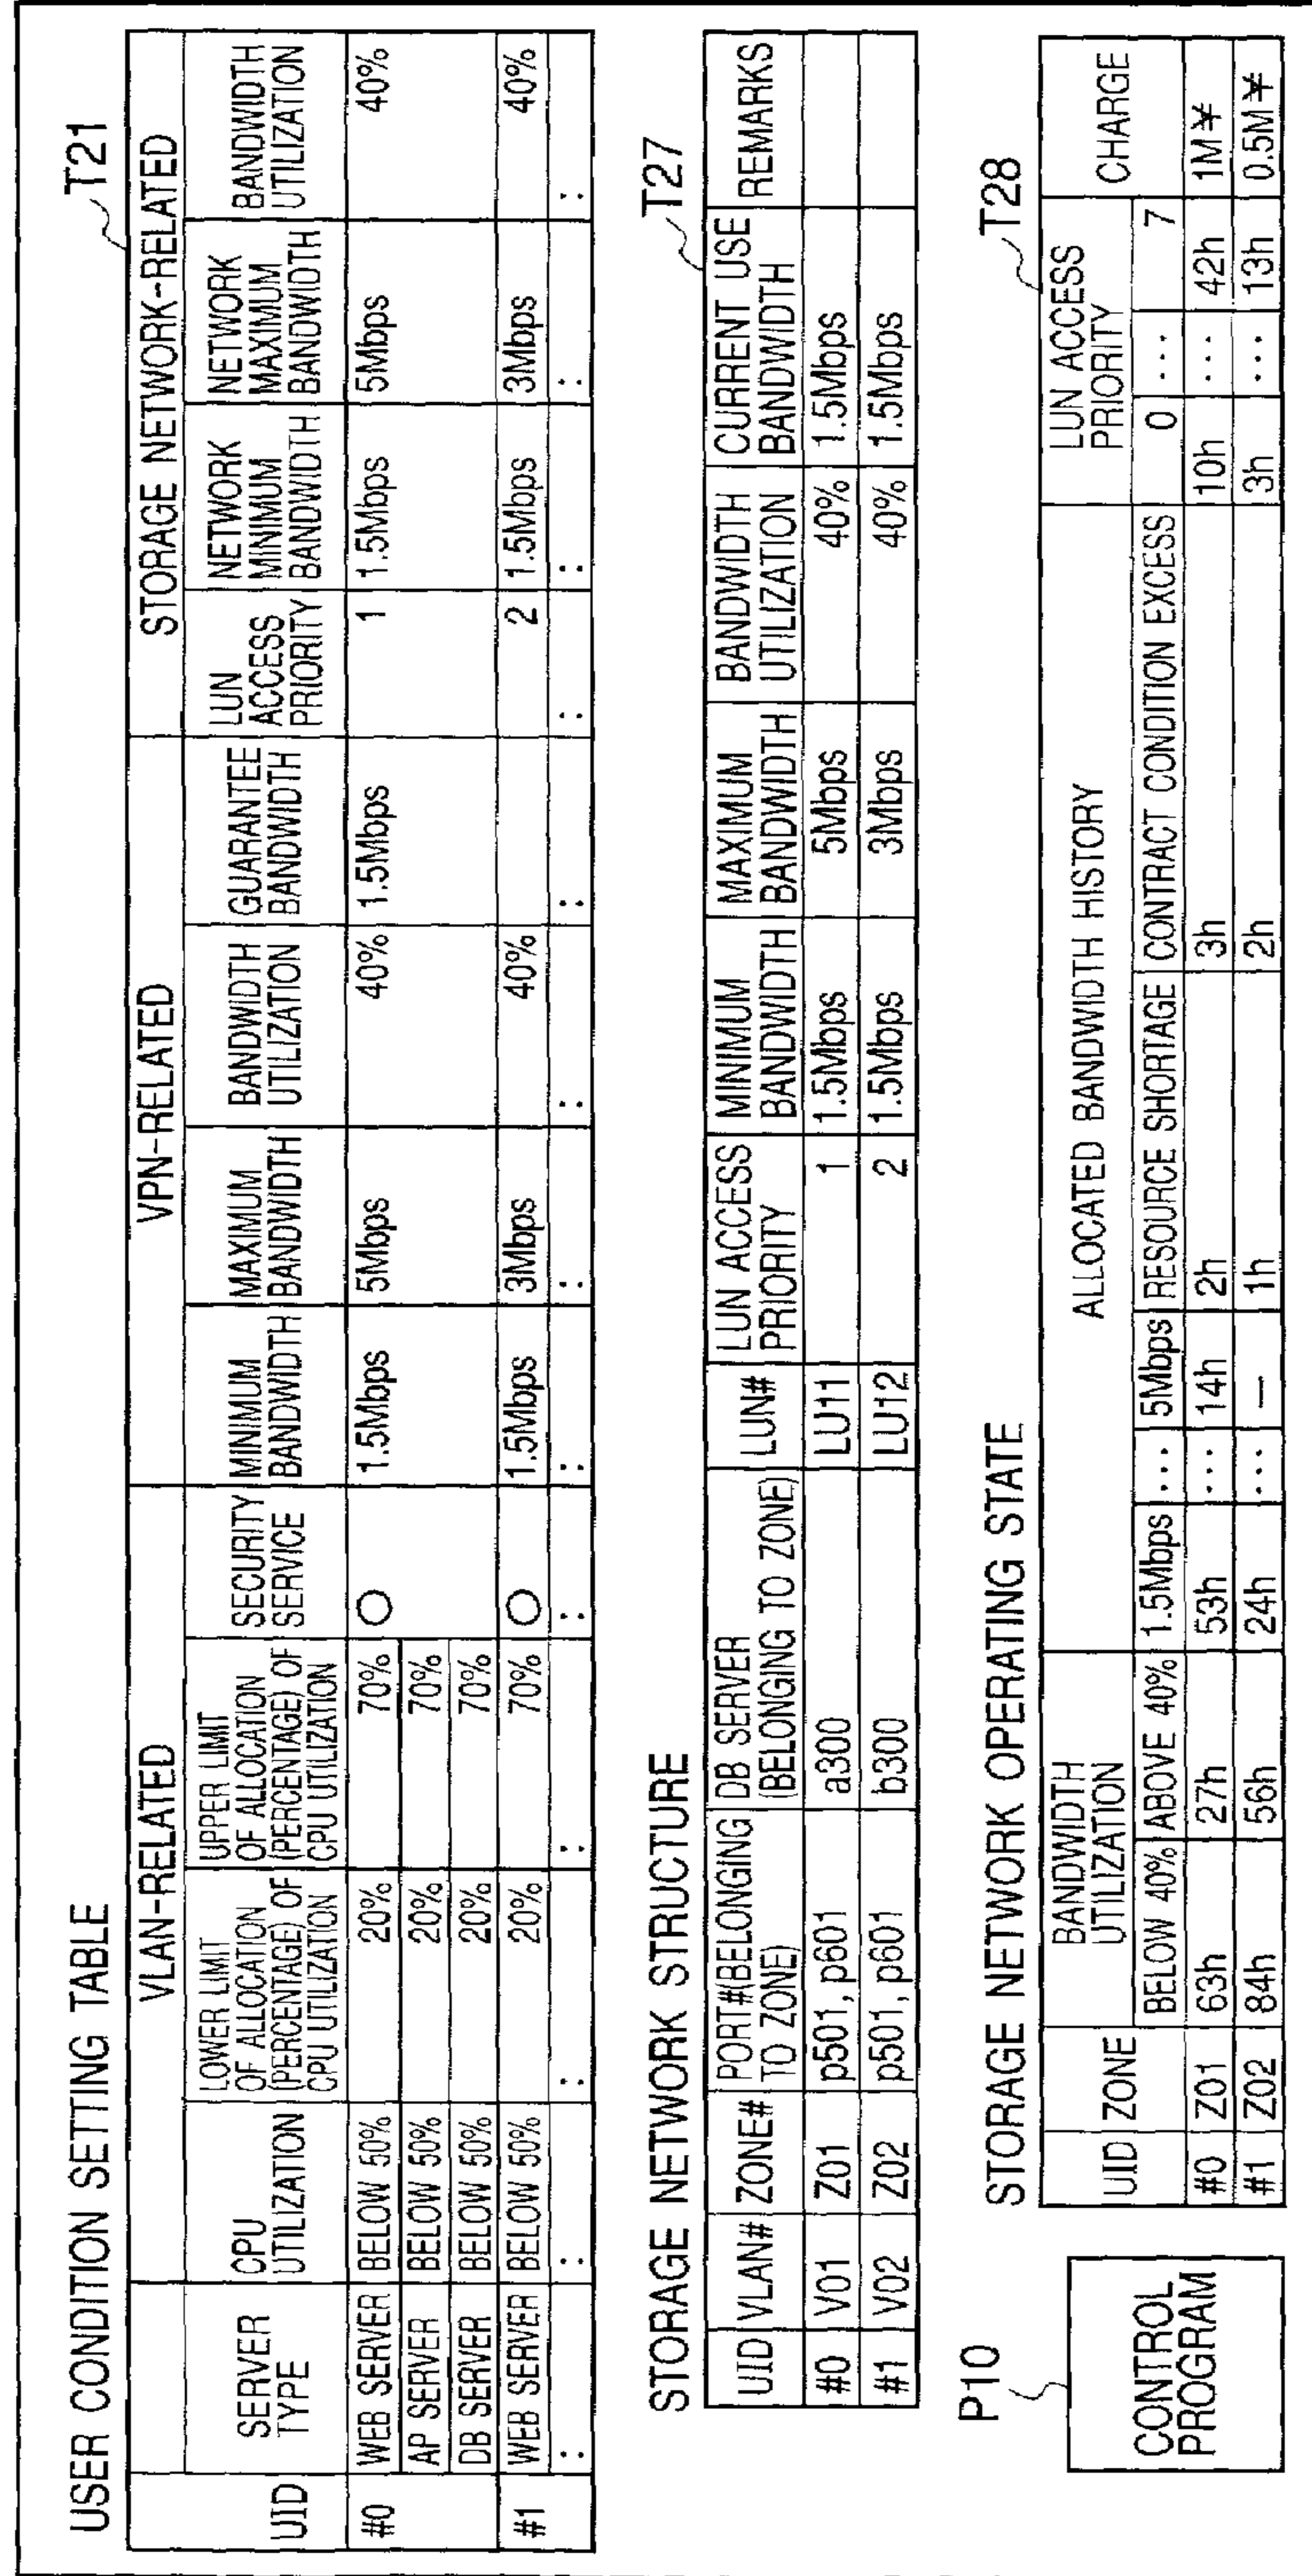 USER CONDITION SETTING TABLE
T21
VLAN-RELATED
VPN-RELATED
STORAGE NETWORK-RELATED
UID
SERVER TYPE
CPU UTILIZATION
LOWER LIMIT OF ALLOCATION (PERCENTAGE) OF CPU UTILIZATION
UPPER LIMIT OF ALLOCATION (PERCENTAGE) OF CPU UTILIZATION
SECURITY SERVICE
MINIMUM BANDWIDTH
MAXIMUM BANDWIDTH
BANDWIDTH UTILIZATION
GUARANTEE BANDWIDTH
LUN ACCESS PRIORITY
NETWORK MINIMUM BANDWIDTH
NETWORK MAXIMUM BANDWIDTH
BANDWIDTH UTILIZATION
#0 WEB SERVER BELOW 50% 20% 70% ○ 1.5Mbps 5Mbps 40% 1.5Mbps 1 1.5Mbps 5Mbps 40%
AP SERVER BELOW 50% 20% 70%
DB SERVER BELOW 50% 20% 70%
#1 WEB SERVER BELOW 50% 20% 70% ○ 1.5Mbps 3Mbps 40% 2 1.5Mbps 3Mbps 40%
: : : : : : : : : : : : :
STORAGE NETWORK STRUCTURE
T27
UID
VLAN#
ZONE#
PORT#(BELONGING TO ZONE)
DB SERVER (BELONGING TO ZONE)
LUN#
LUN ACCESS PRIORITY
MINIMUM BANDWIDTH
MAXIMUM BANDWIDTH
BANDWIDTH UTILIZATION
CURRENT USE BANDWIDTH
REMARKS
#0 V01 Z01 p501, p601 a300 LU11 1 1.5Mbps 5Mbps 40% 1.5Mbps
#1 V02 Z02 p501, p601 b300 LU12 2 1.5Mbps 3Mbps 40% 1.5Mbps
P10
CONTROL
PROGRAM
STORAGE NETWORK OPERATING STATE
T28
UID
ZONE
BANDWIDTH UTILIZATION
ALLOCATED BANDWIDTH HISTORY
LUN ACCESS PRIORITY
CHARGE
BELOW 40% ABOVE 40% 1.5Mbps ... 5Mbps RESOURCE SHORTAGE CONTRACT CONDITION EXCESS 0 ... 7
#0 Z01 63h 27h 53h ... 14h 2h 3h 10h ... 42h 1M¥
#1 Z02 84h 56h 24h ... — 1h 2h 3h ... 13h 0.5M¥